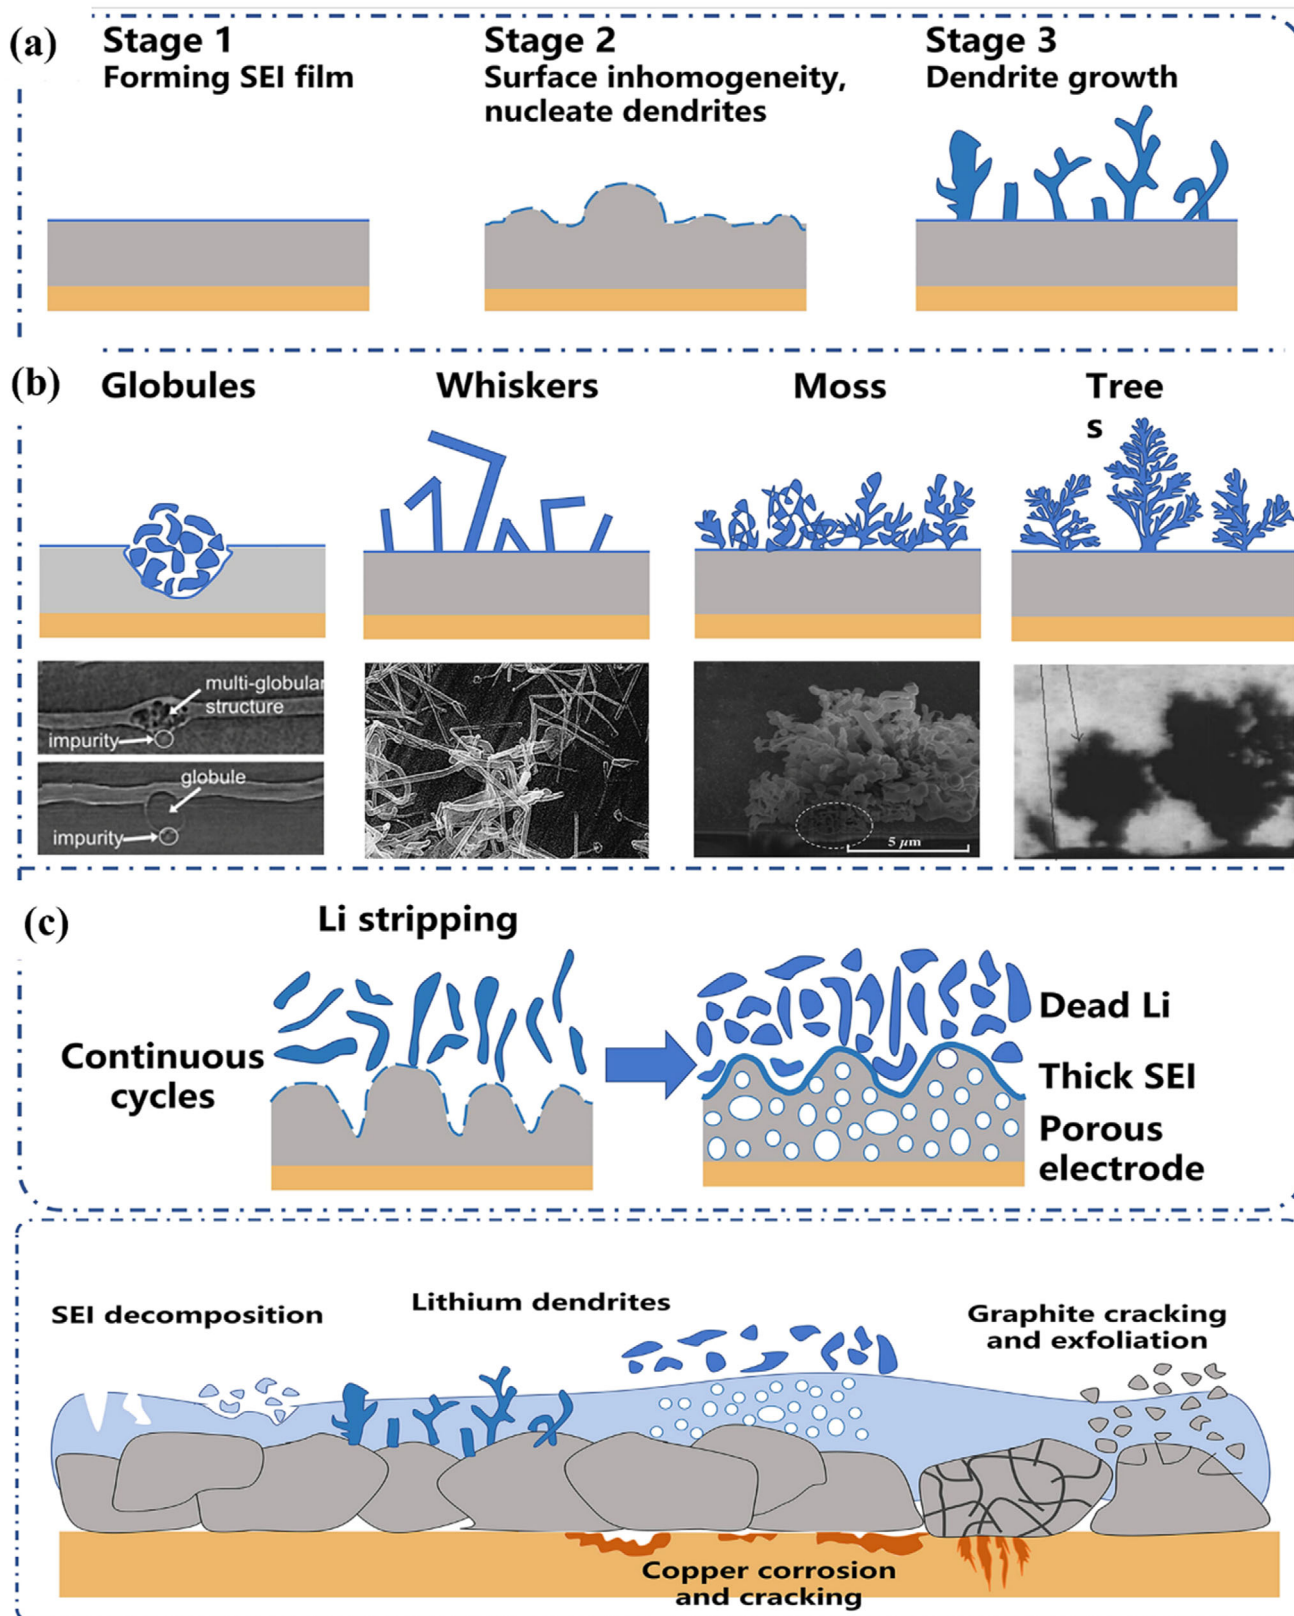 (a)
Stage 1
Forming SEI film
Stage 2
Surface inhomogeneity,
nucleate dendrites
Stage 3
Dendrite growth
(b)
Globules
Whiskers
Moss
Tree
s
multi-globular
structure
impurity
globule
impurity
5 μm
(c)
Li stripping
Continuous
cycles
Dead Li
Thick SEI
Porous
electrode
SEI decomposition
Lithium dendrites
Graphite cracking
and exfoliation
Copper corrosion
and cracking